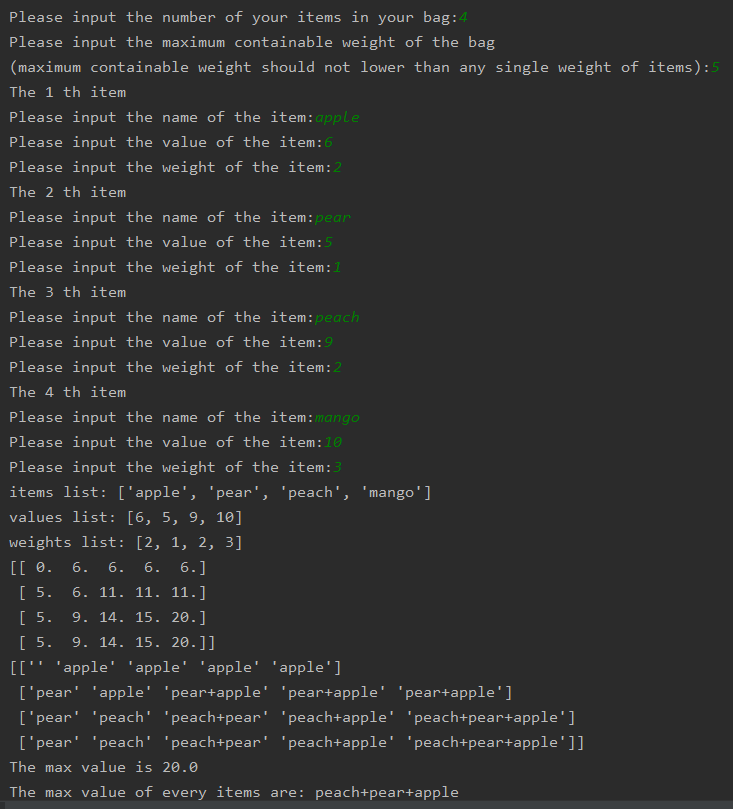 Please input the number of your items in your bag:4
Please input the maximum containable weight of the bag
(maximum containable weight should not lower than any single weight of items):5
The 1 th item
Please input the name of the item:apple
Please input the value of the item:6
Please input the weight of the item:2
The 2 th item
Please input the name of the item:pear
Please input the value of the item:5
Please input the weight of the item:1
The 3 th item
Please input the name of the item:peach
Please input the value of the item:9
Please input the weight of the item:2
The 4 th item
Please input the name of the item:mango
Please input the value of the item:10
Please input the weight of the item:3
items list: ['apple', 'pear', 'peach', 'mango']
values list: [6, 5, 9, 10]
weights list: [2, 1, 2, 3]
[[ 0.  6.  6.  6.  6.]
 [ 5.  6. 11. 11. 11.]
 [ 5.  9. 14. 15. 20.]
 [ 5.  9. 14. 15. 20.]]
[['' 'apple' 'apple' 'apple' 'apple']
 ['pear' 'apple' 'pear+apple' 'pear+apple' 'pear+apple']
 ['pear' 'peach' 'peach+pear' 'peach+apple' 'peach+pear+apple']
 ['pear' 'peach' 'peach+pear' 'peach+apple' 'peach+pear+apple']]
The max value is 20.0
The max value of every items are: peach+pear+apple